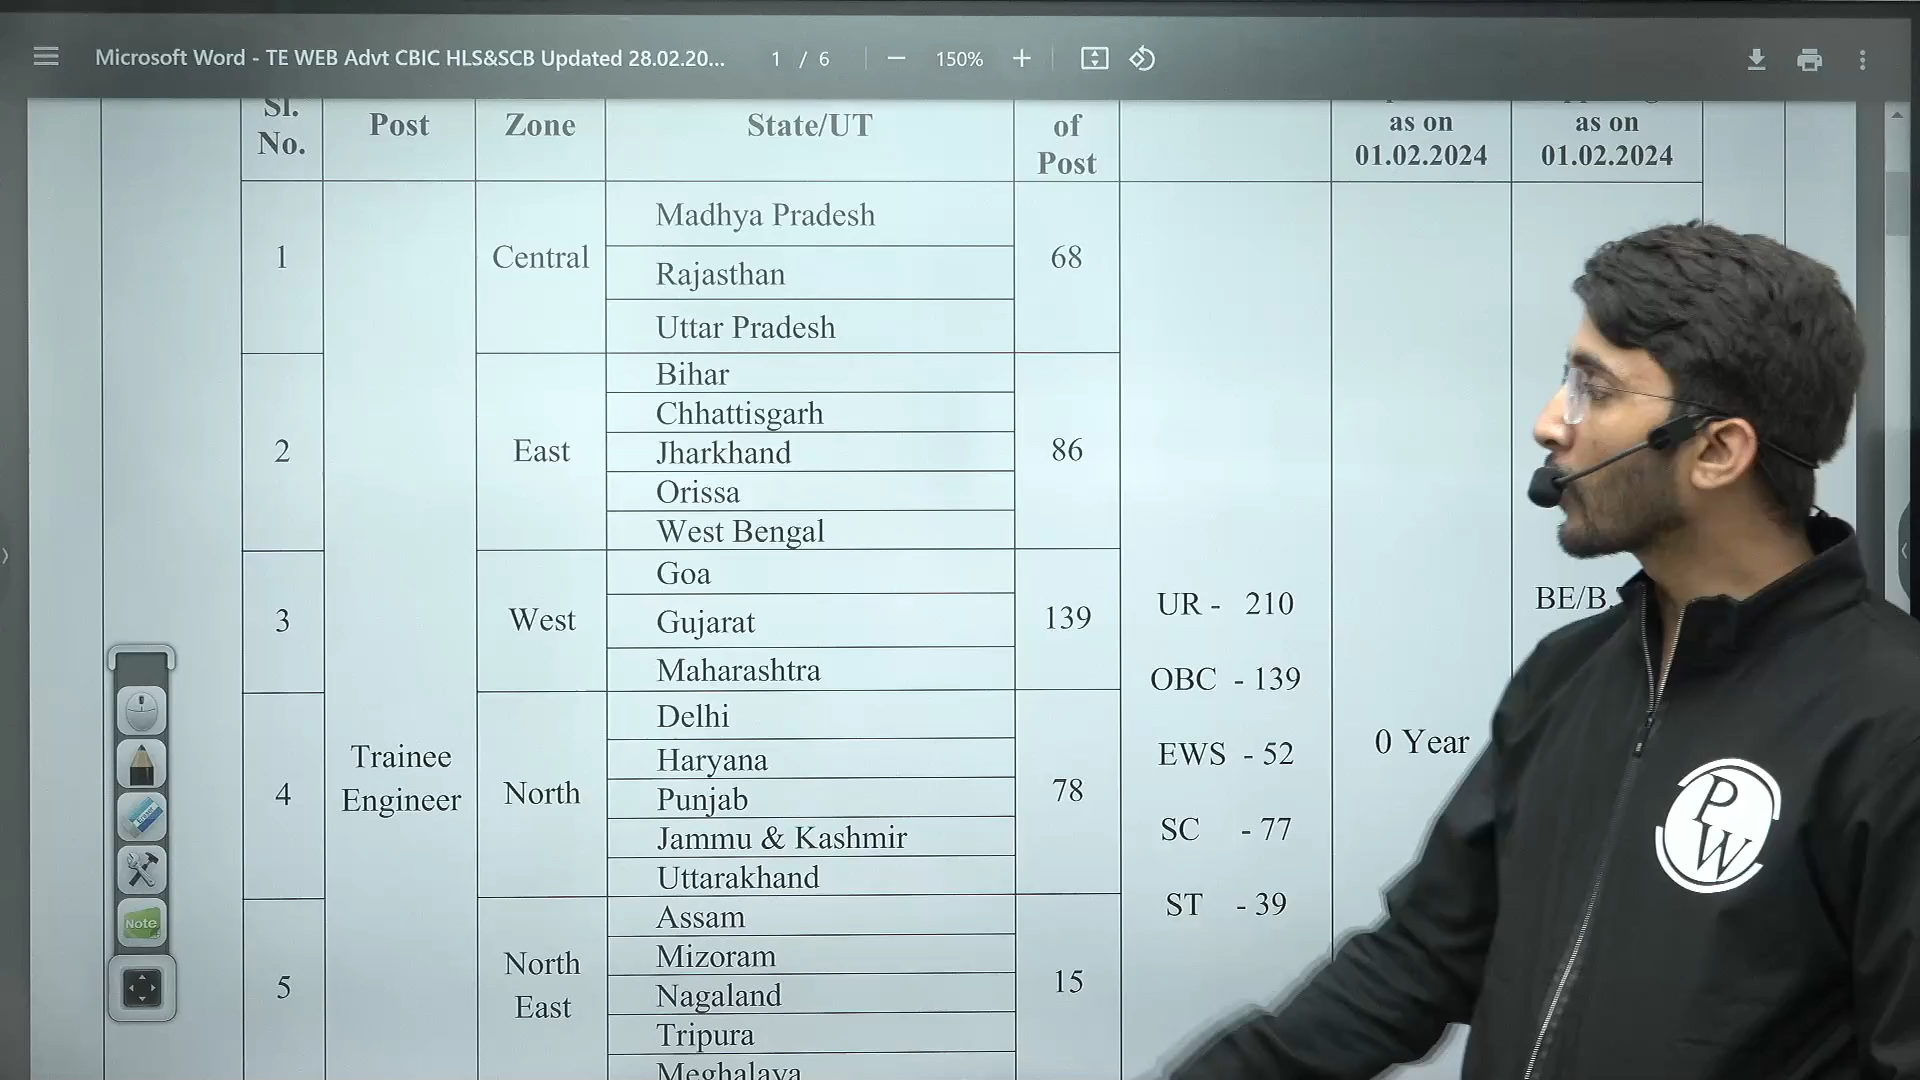 Microsoft Word - TE WEB Advt CBIC HLS&SCB Updated 28.02.20...
1 / 6
150%
Sl. No.
Post
Zone
State/UT
of Post
as on 01.02.2024
as on 01.02.2024
1
Central
Madhya Pradesh
Rajasthan
Uttar Pradesh
68
2
East
Bihar
Chhattisgarh
Jharkhand
Orissa
West Bengal
86
3
West
Goa
Gujarat
Maharashtra
139
Trainee Engineer
4
North
Delhi
Haryana
Punjab
Jammu & Kashmir
Uttarakhand
78
5
North East
Assam
Mizoram
Nagaland
Tripura
Meghalaya
15
UR - 210
OBC - 139
EWS - 52
SC - 77
ST - 39
0 Year
BE/B.
Note
PW